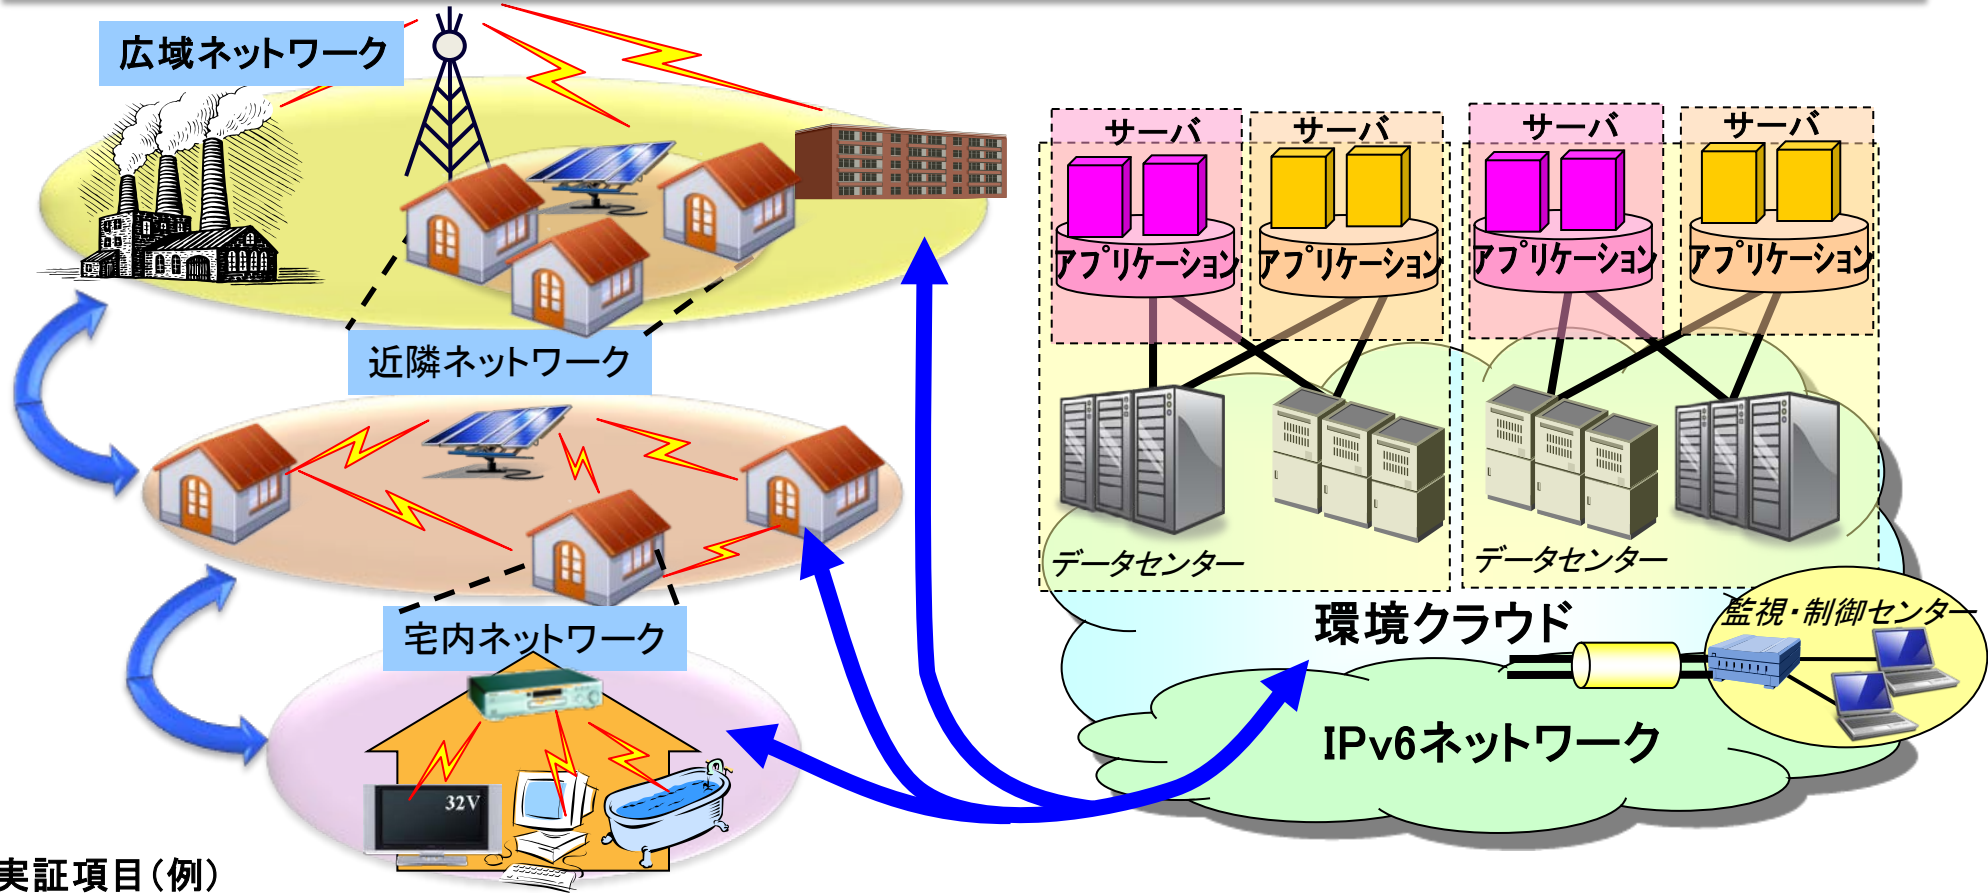 広域ネットワーク
近隣ネットワーク
宅内ネットワーク
32V
実証項目（例）
サーバ
サーバ
サーバ
サーバ
アプリケーション
アプリケーション
アプリケーション
アプリケーション
データセンター
データセンター
環境クラウド
監視・制御センター
IPv6ネットワーク